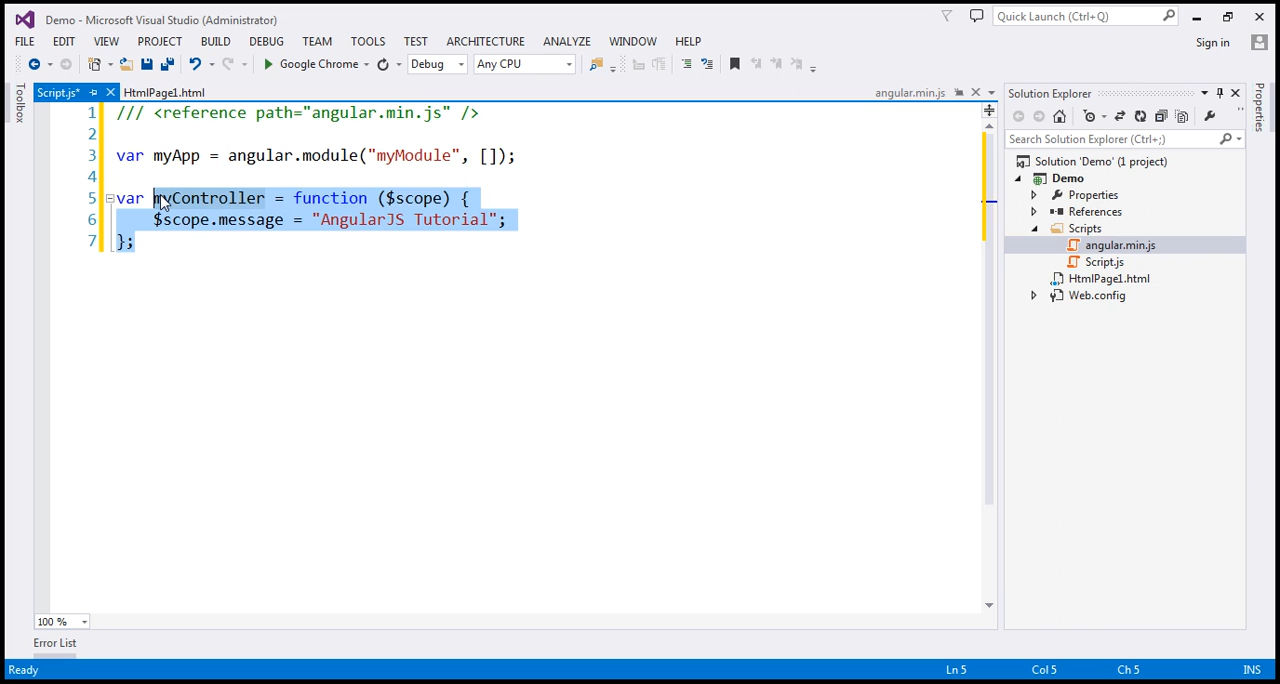 Demo - Microsoft Visual Studio (Administrator)
Quick Launch (Ctrl+Q)
FILE EDIT VIEW PROJECT BUILD DEBUG TEAM TOOLS TEST ARCHITECTURE ANALYZE WINDOW HELP
Sign in
Google Chrome
Debug
Any CPU
Toolbox
Script.js*
HtmlPage1.html
angular.min.js
1 /// <reference path="angular.min.js" />
2
3 var myApp = angular.module("myModule", []);
4
5 var myController = function ($scope) {
6 $scope.message = "AngularJS Tutorial";
7 };
100 %
Error List
Solution Explorer
Search Solution Explorer (Ctrl+;)
Solution 'Demo' (1 project)
Demo
Properties
References
Scripts
angular.min.js
Script.js
HtmlPage1.html
Web.config
Properties
Ready
Ln 5
Col 5
Ch 5
INS